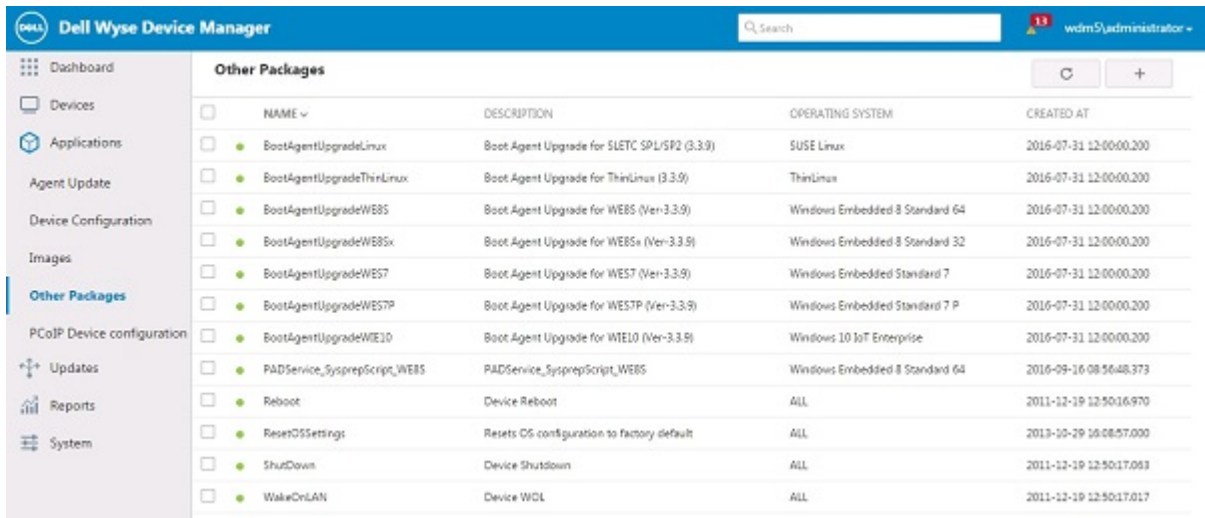 DELL Dell Wyse Device Manager Search 13 wdm5\administrator
Dashboard
Devices
Applications
Agent Update
Device Configuration
Images
Other Packages
PCoIP Device configuration
Updates
Reports
System
Other Packages
NAME DESCRIPTION OPERATING SYSTEM CREATED AT
BootAgentUpgradeLinux Boot Agent Upgrade for SLETC SP1/SP2 (3.3.9) SUSE Linux 2016-07-31 12:00:00.200
BootAgentUpgradeThinLinux Boot Agent Upgrade for ThinLinux (3.3.9) ThinLinux 2016-07-31 12:00:00.200
BootAgentUpgradeWE8S Boot Agent Upgrade for WE8S (Ver-3.3.9) Windows Embedded 8 Standard 64 2016-07-31 12:00:00.200
BootAgentUpgradeWE8Sx Boot Agent Upgrade for WE8Sx (Ver-3.3.9) Windows Embedded 8 Standard 32 2016-07-31 12:00:00.200
BootAgentUpgradeWES7 Boot Agent Upgrade for WES7 (Ver-3.3.9) Windows Embedded Standard 7 2016-07-31 12:00:00.200
BootAgentUpgradeWES7P Boot Agent Upgrade for WES7P (Ver-3.3.9) Windows Embedded Standard 7 P 2016-07-31 12:00:00.200
BootAgentUpgradeWIE10 Boot Agent Upgrade for WIE10 (Ver-3.3.9) Windows 10 IoT Enterprise 2016-07-31 12:00:00.200
PADService_SysprepScript_WE8S PADService_SysprepScript_WE8S Windows Embedded 8 Standard 64 2016-09-16 08:56:48.373
Reboot Device Reboot ALL 2011-12-19 12:50:16.970
ResetOSSettings Resets OS configuration to factory default ALL 2013-10-29 16:08:57.000
ShutDown Device Shutdown ALL 2011-12-19 12:50:17.063
WakeOnLAN Device WOL ALL 2011-12-19 12:50:17.017